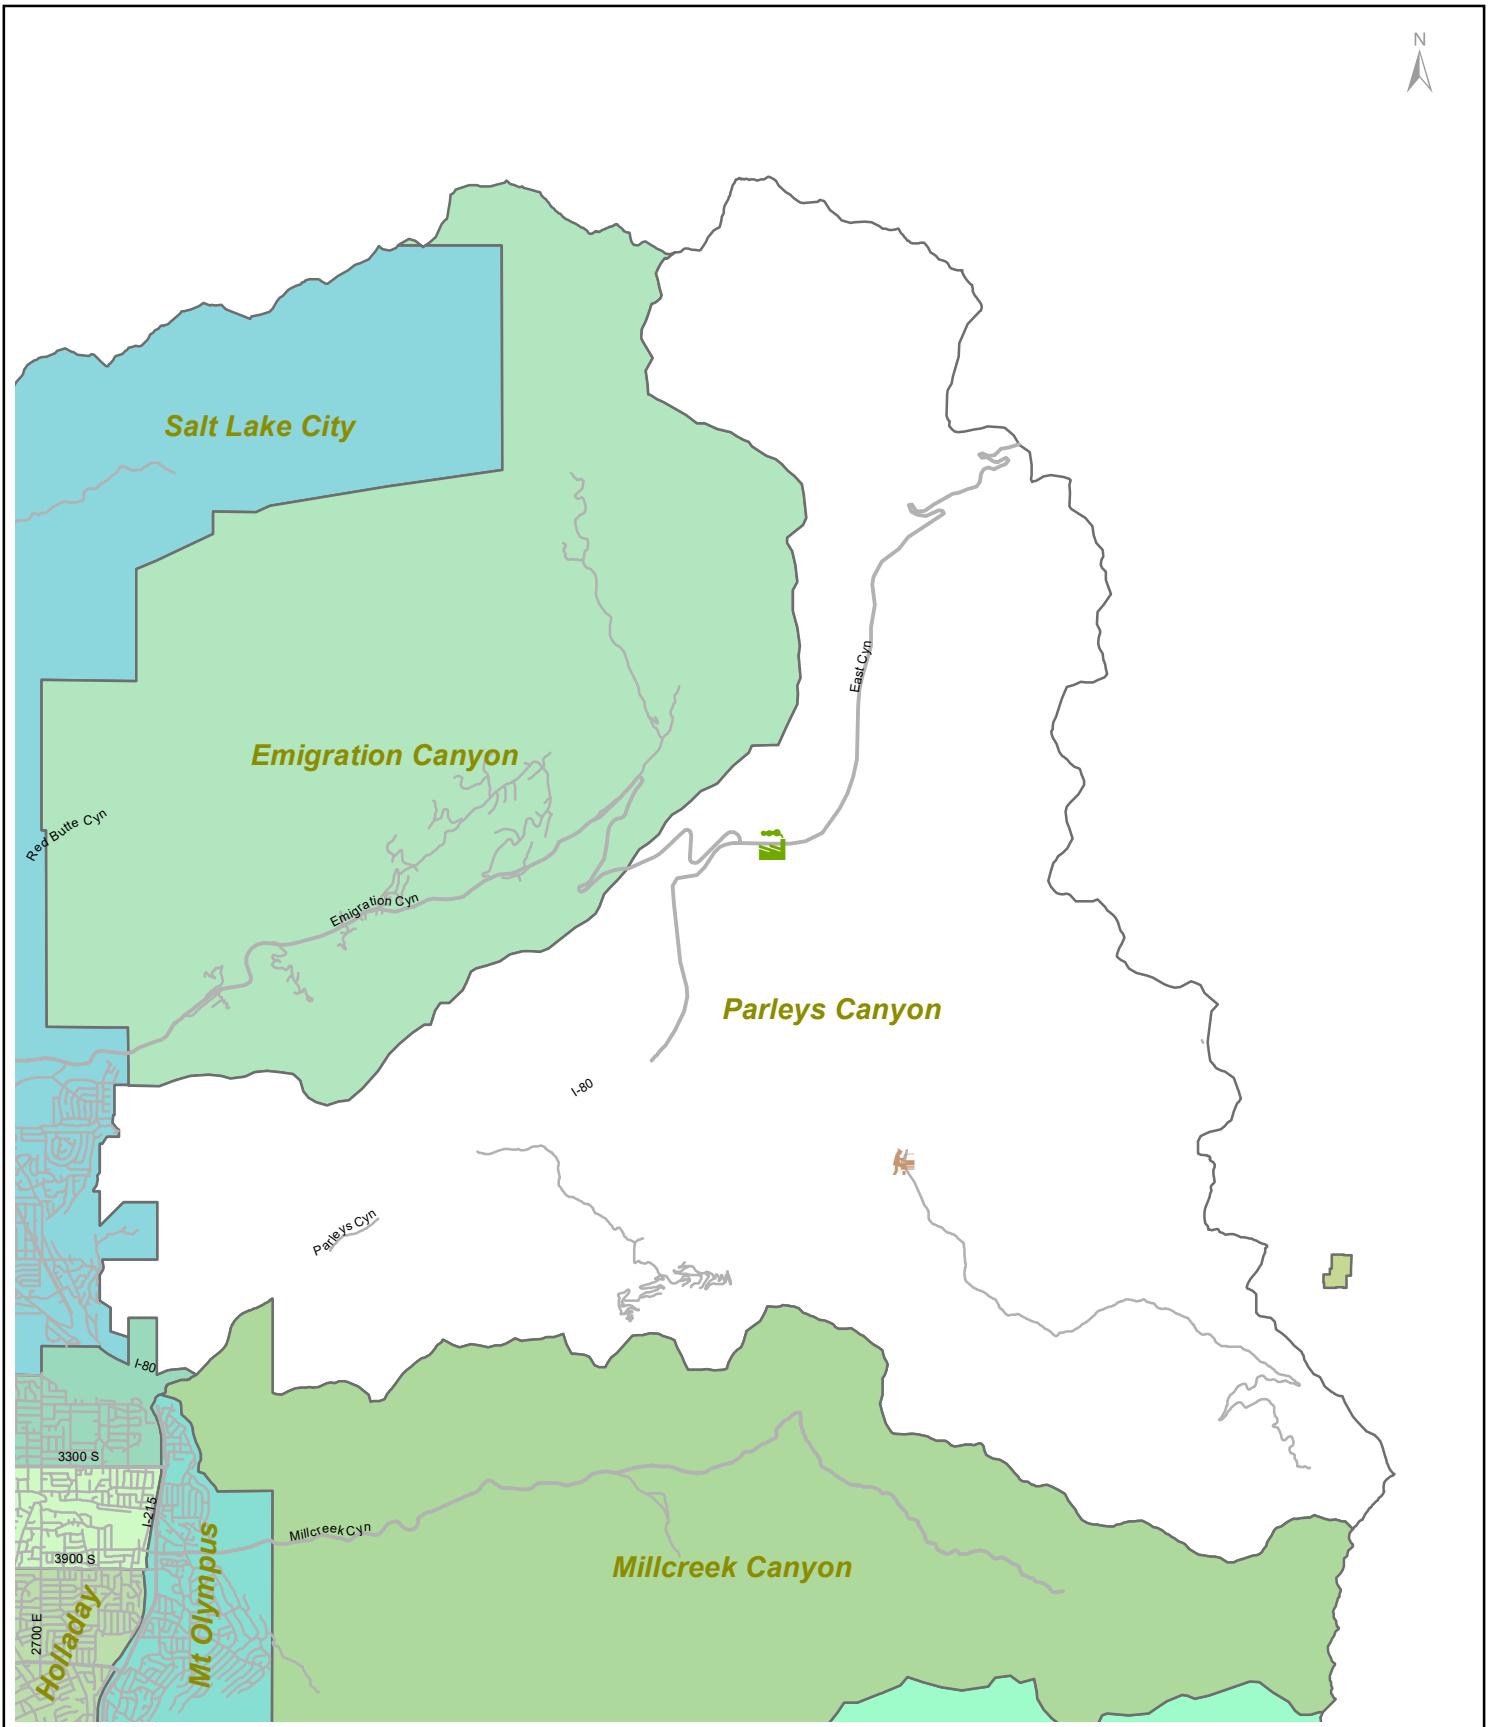 N
Salt Lake City
East Cyn
Emigration Canyon
Red Butte Cyn
Emigration Cyn
Parleys Canyon
I-80
Parleys Cyn
I-80
3300 S
I-215
Millcreek Cyn
3900 S
Millcreek Canyon
Mt Olympus
Holladay
2700 E